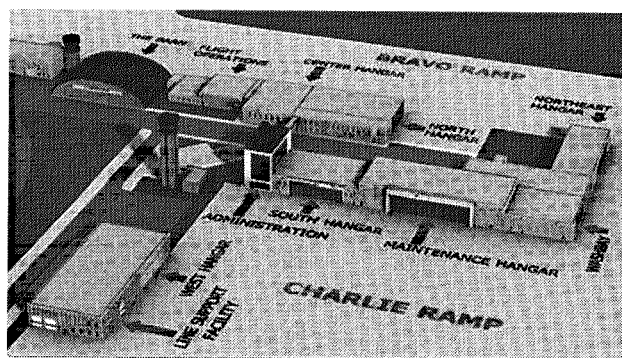 THE BARN
FLIGHT
OPERATIONS
CENTER HANGAR
BRAVO RAMP
NORTHEAST
HANGAR
NORTH
HANGAR
SOUTH HANGAR
ADMINISTRATION
MAINTENANCE HANGAR
WEST HANGAR
LINE SUPPORT
FACILITY
CHARLIE RAMP